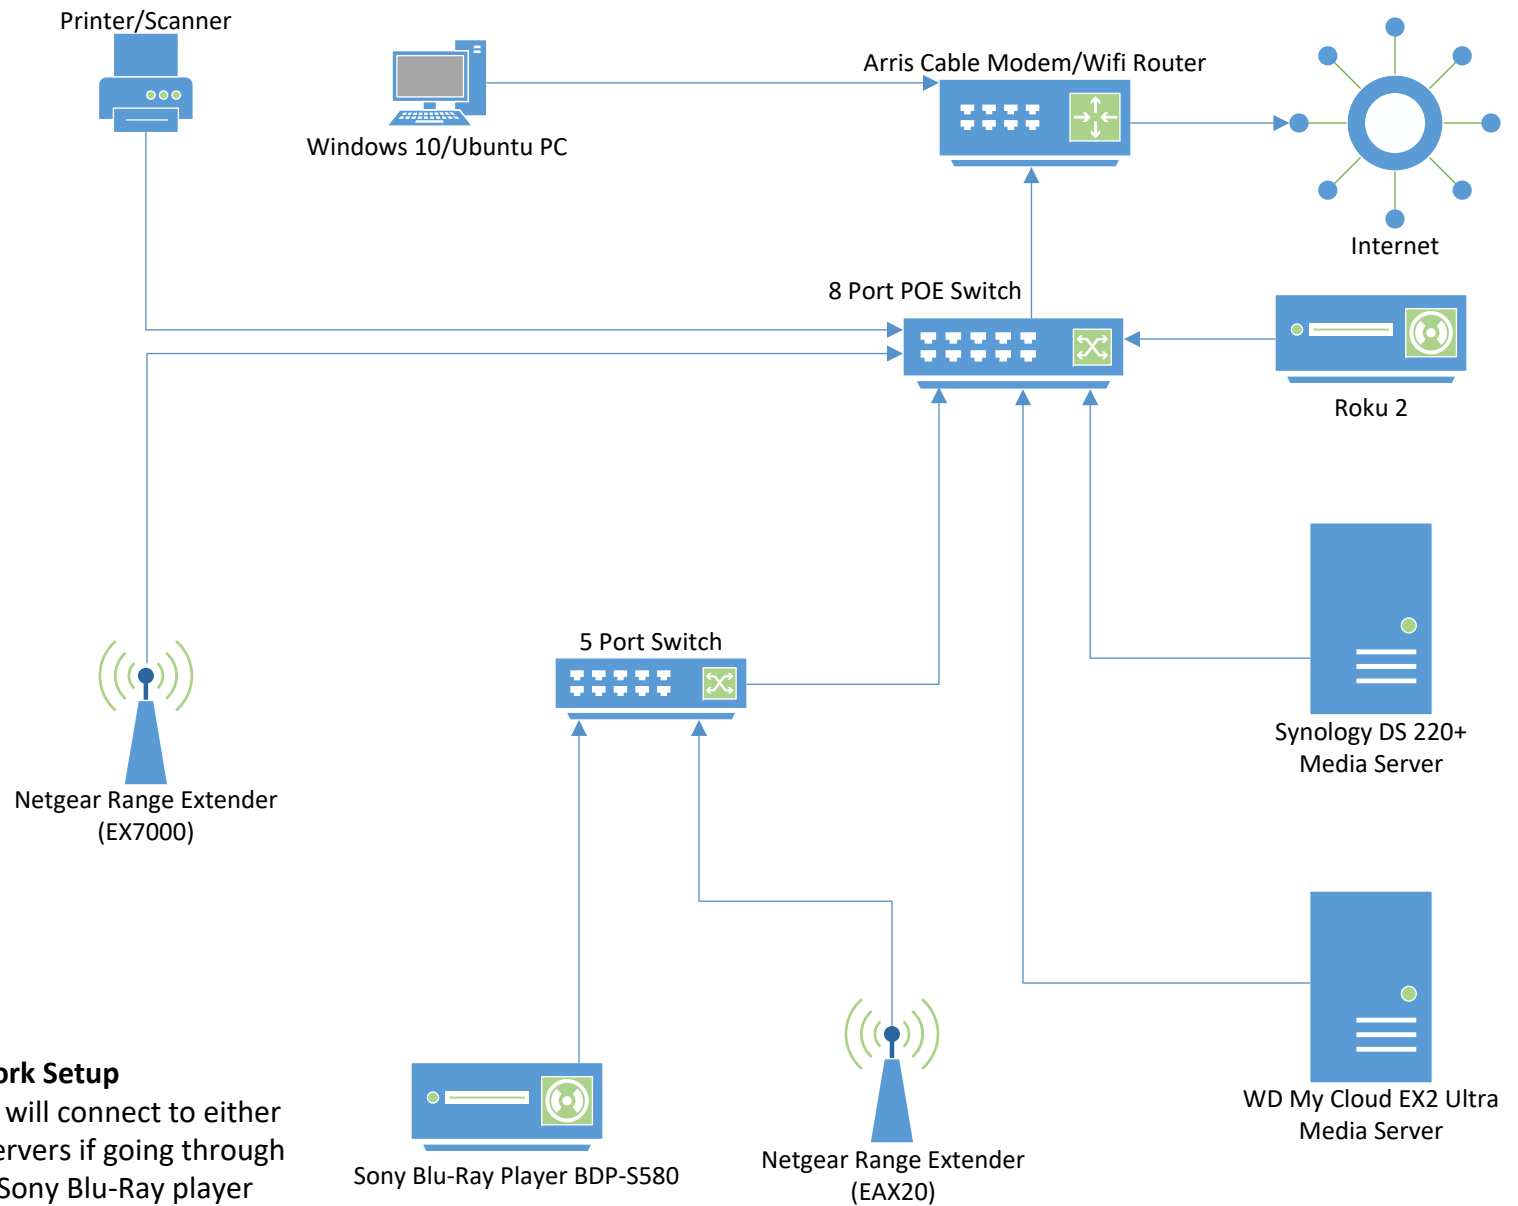 Printer/Scanner
Windows 10/Ubuntu PC
Arris Cable Modem/Wifi Router
Internet
8 Port POE Switch
Roku 2
5 Port Switch
Synology DS 220+
Media Server
Netgear Range Extender
(EX7000)
WD My Cloud EX2 Ultra
Media Server
Sony Blu-Ray Player BDP-S580
Netgear Range Extender
(EAX20)
Setup
will connect to either
if going through
Sony Blu-Ray player